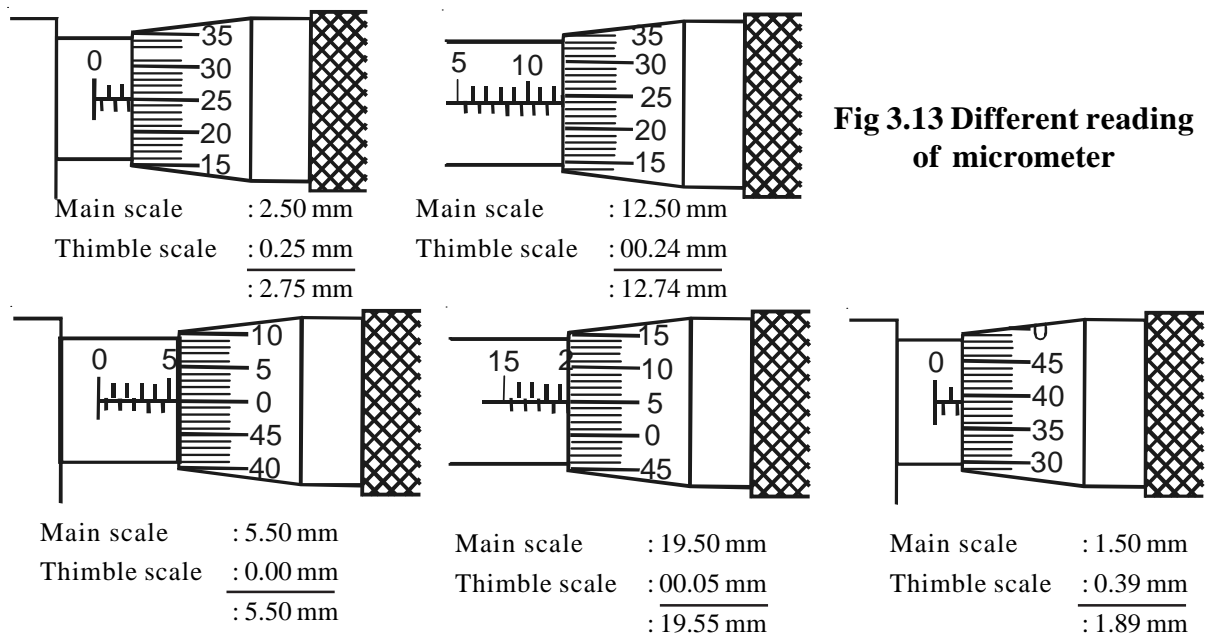 35
0
30
25
20
15
Main scale : 2.50 mm
Thimble scale : 0.25 mm
: 2.75 mm
35
5 10
30
25
20
15
Main scale : 12.50 mm
Thimble scale : 00.24 mm
: 12.74 mm
Fig 3.13 Different reading
of micrometer
10
0 5
5
0
45
40
Main scale : 5.50 mm
Thimble scale : 0.00 mm
: 5.50 mm
15
15 2
10
5
0
45
Main scale : 19.50 mm
Thimble scale : 00.05 mm
: 19.55 mm
0
0
45
40
35
30
Main scale : 1.50 mm
Thimble scale : 0.39 mm
: 1.89 mm